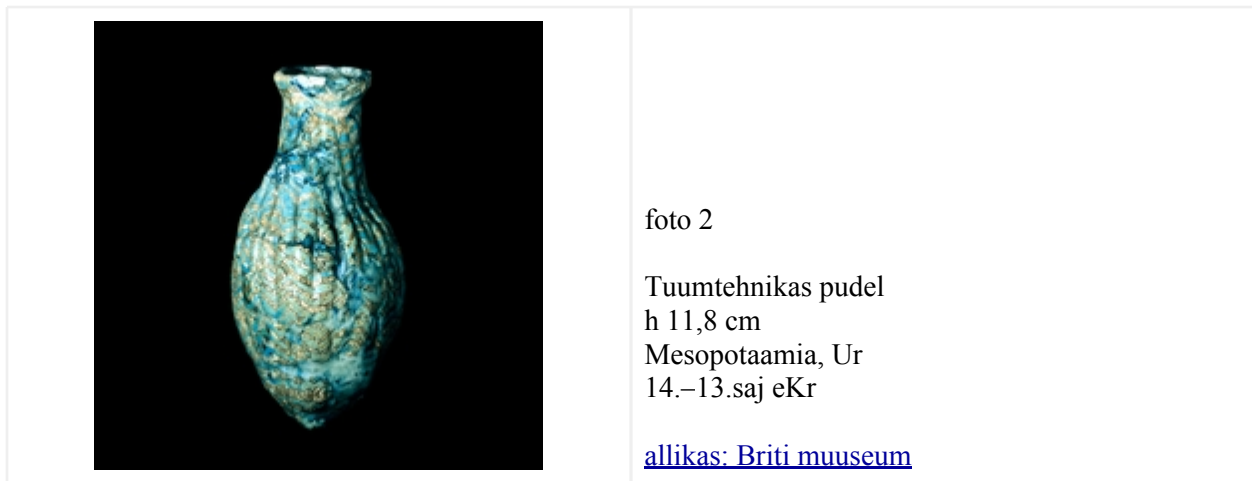 foto 2
Tuumtehnikas pudel
h 11,8 cm
Mesopotaamia, Ur
14.–13.saj eKr
allikas: Briti muuseum